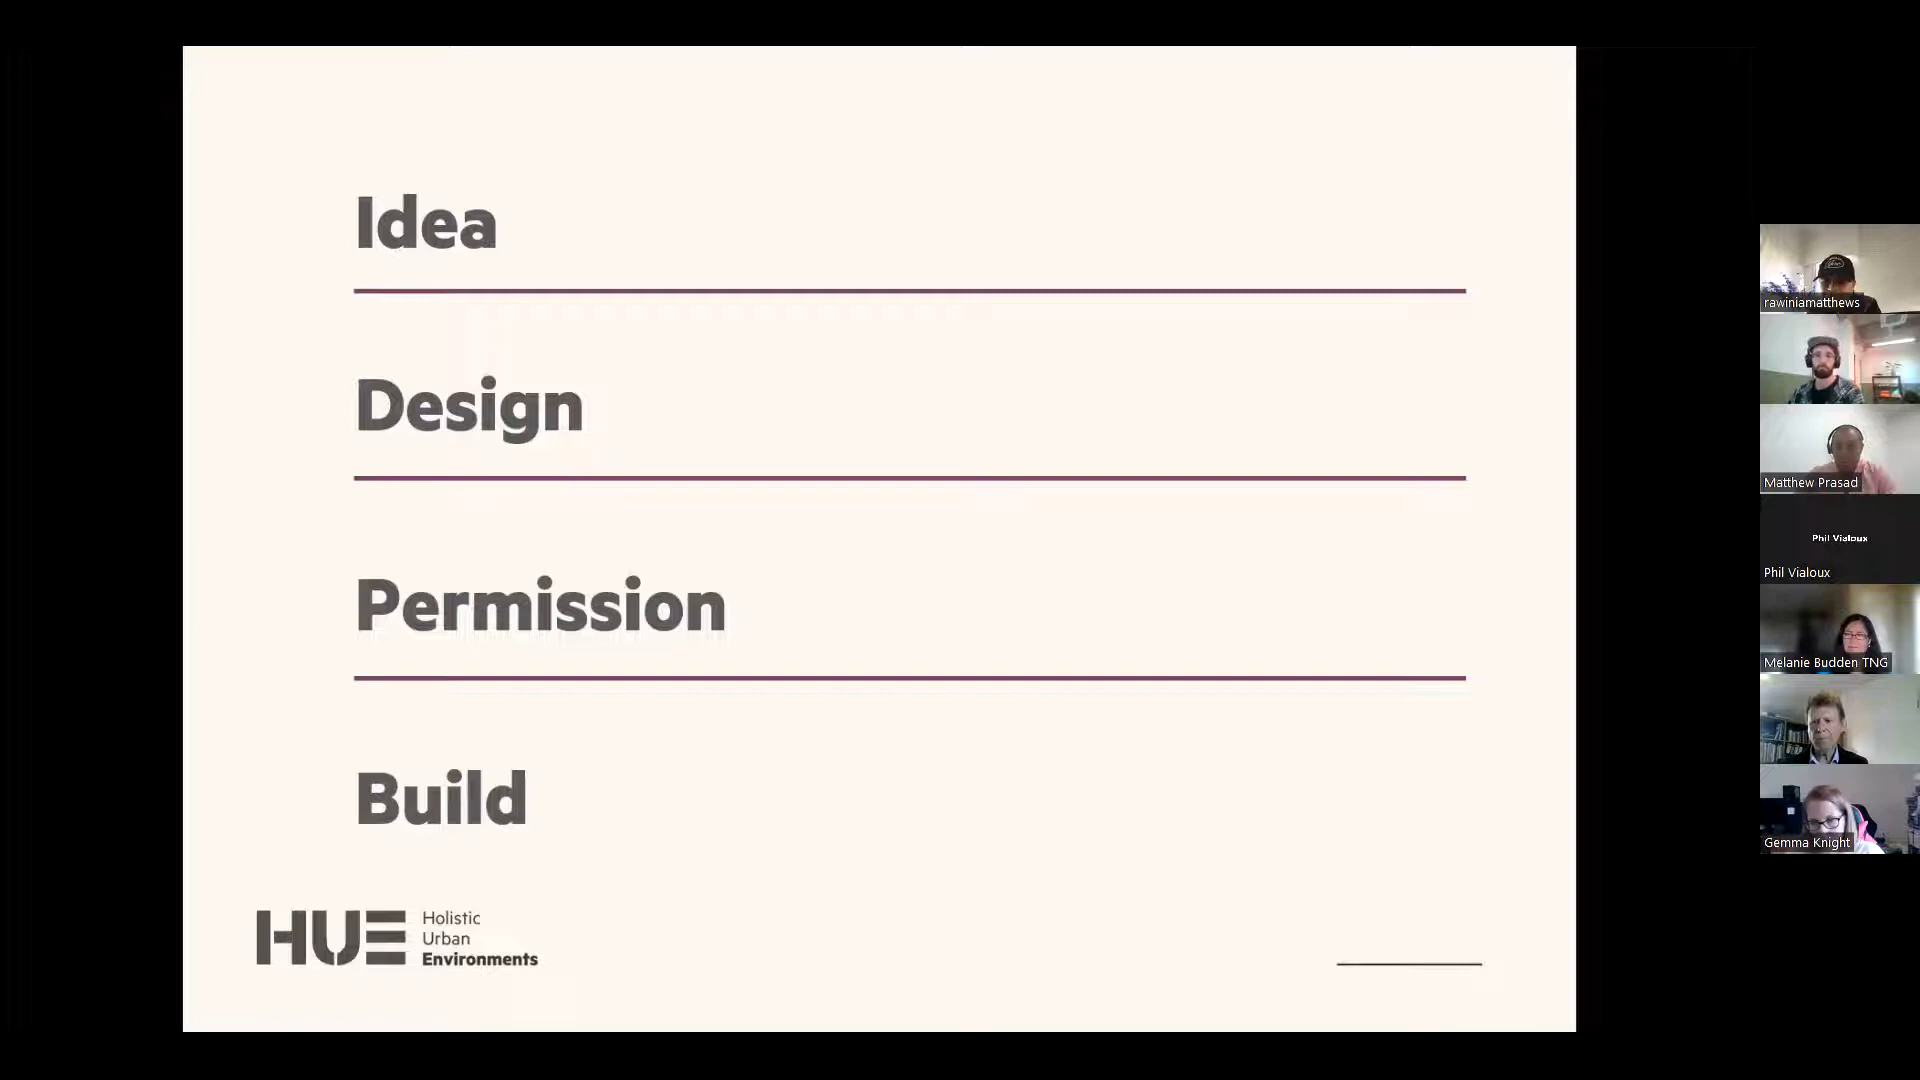 Idea
Design
Permission
Build
HUE
Holistic
Urban
Environments
rawiniamatthews
Matthew Prasad
Phil Vialoux
Phil Vialoux
Melanie Budden TNG
Gemma Knight